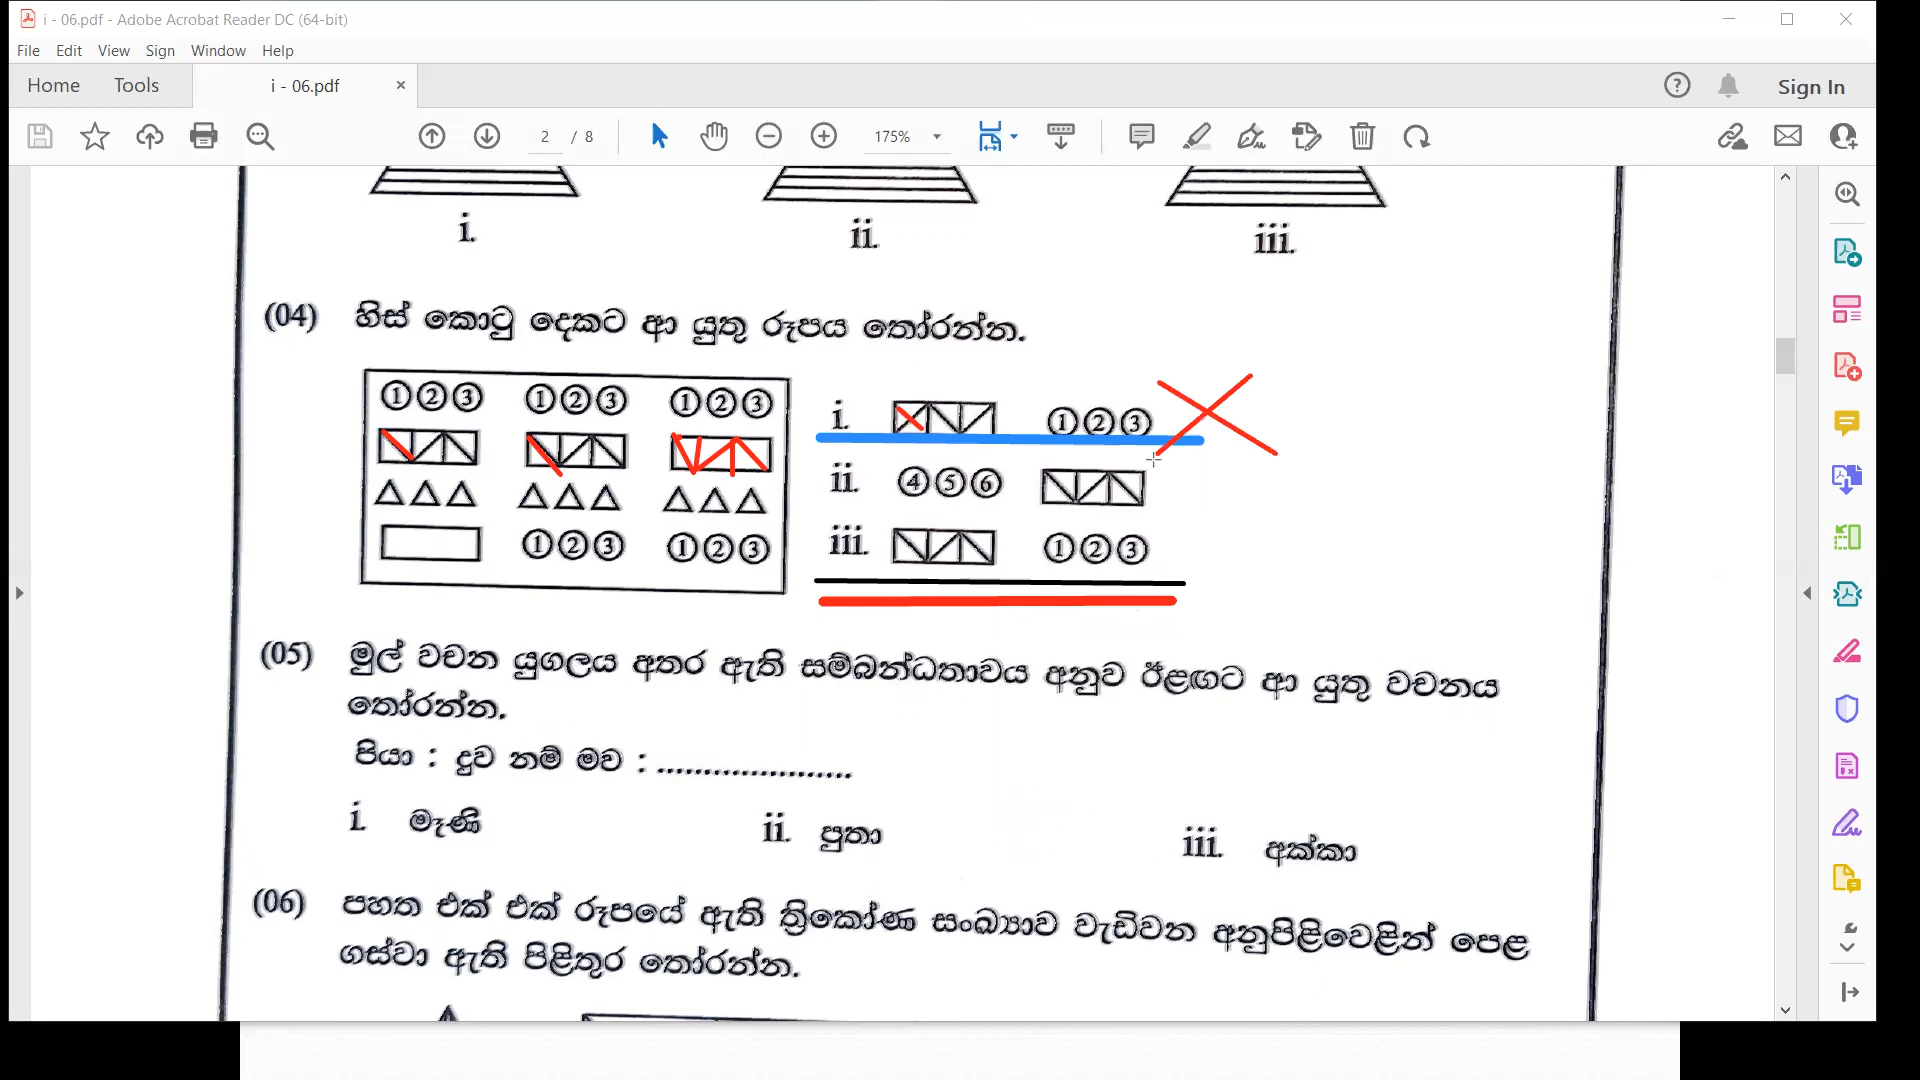 i - 06.pdf - Adobe Acrobat Reader DC (64-bit)
File Edit View Sign Window Help
Home Tools i - 06.pdf × Sign In
2 / 8 175%
i. ii. iii.
(04) හිස් කොටු දෙකට ආ යුතු රූපය තෝරන්න.
①②③ ①②③ ①②③ i. ①②③
ii. ④⑤⑥
①②③ ①②③ iii. ①②③
(05) මුල් වචන යුගලය අතර ඇති සම්බන්ධතාවය අනුව ඊළඟට ආ යුතු වචනය
තෝරන්න.
පියා : දුව නම් මව : ......................
i. මෑණි ii. පුතා iii. අක්කා
(06) පහත එක් එක් රූපයේ ඇති ත්‍රිකෝණ සංඛ්‍යාව වැඩිවන අනුපිළිවෙළින් පෙළ
ගස්වා ඇති පිළිතුර තෝරන්න.